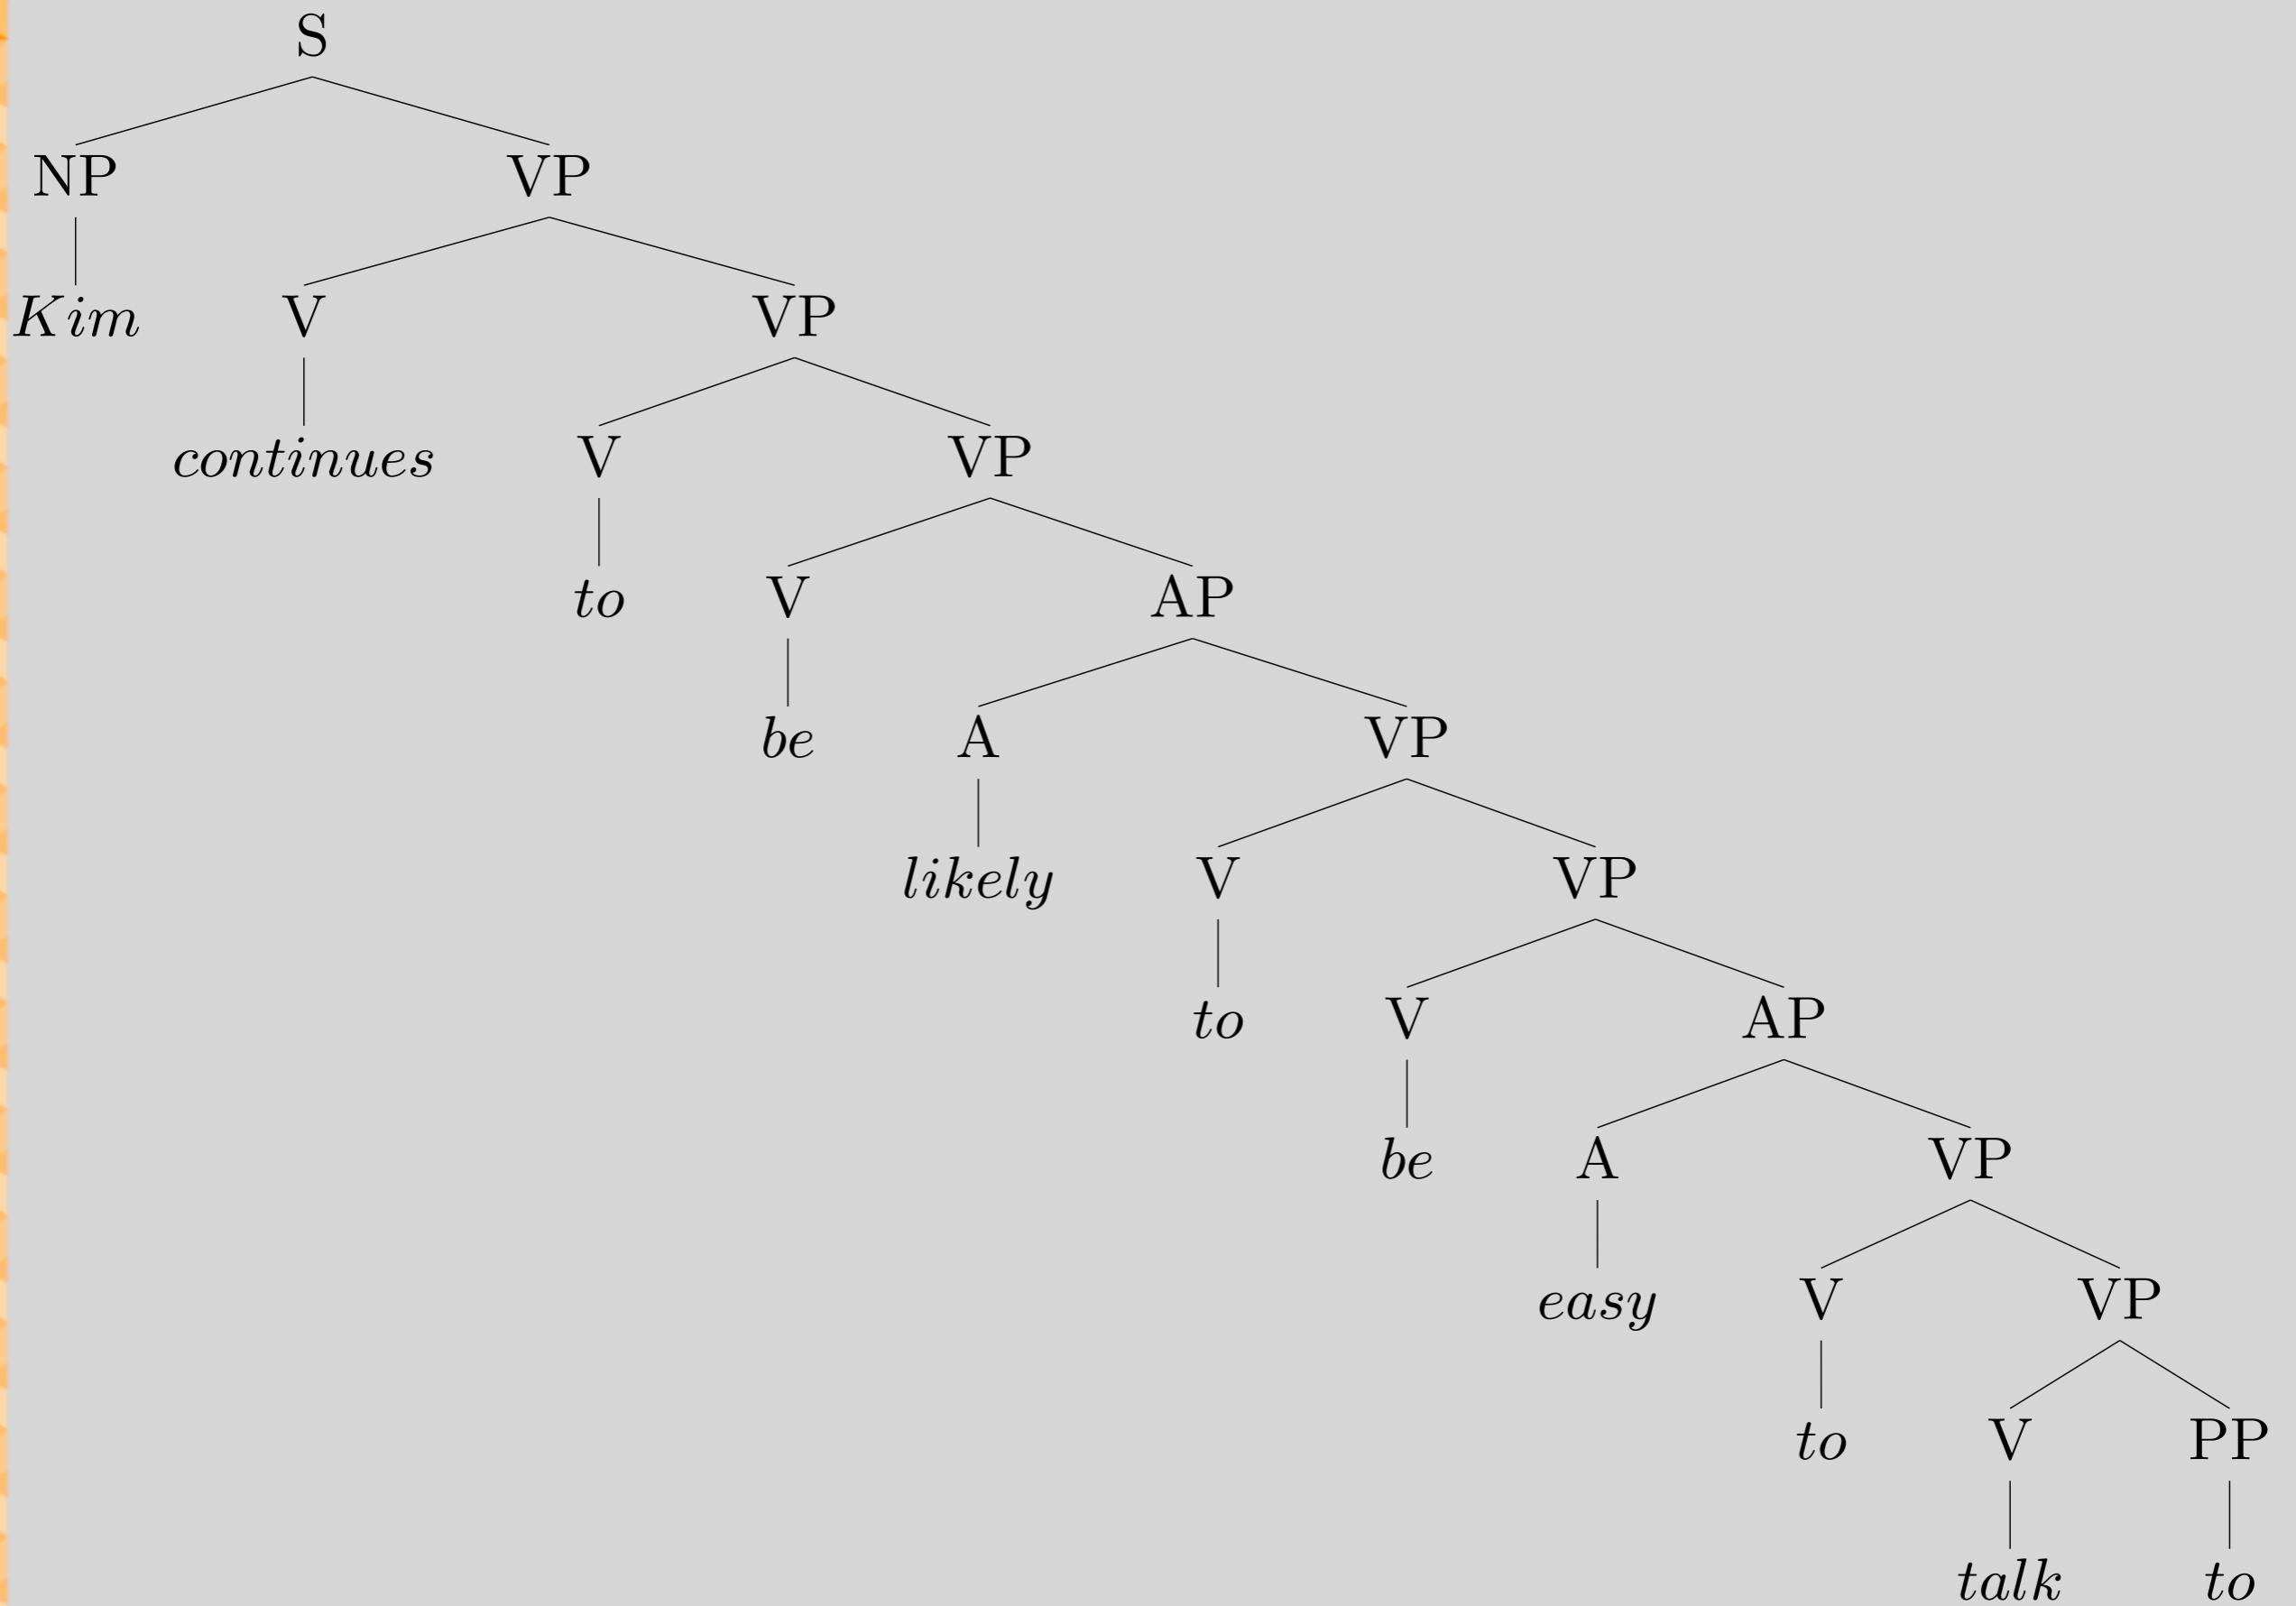 S
NP VP
Kim V VP
continues V VP
to V AP
be A VP
likely V VP
to V AP
be A VP
easy V VP
to V PP
talk to